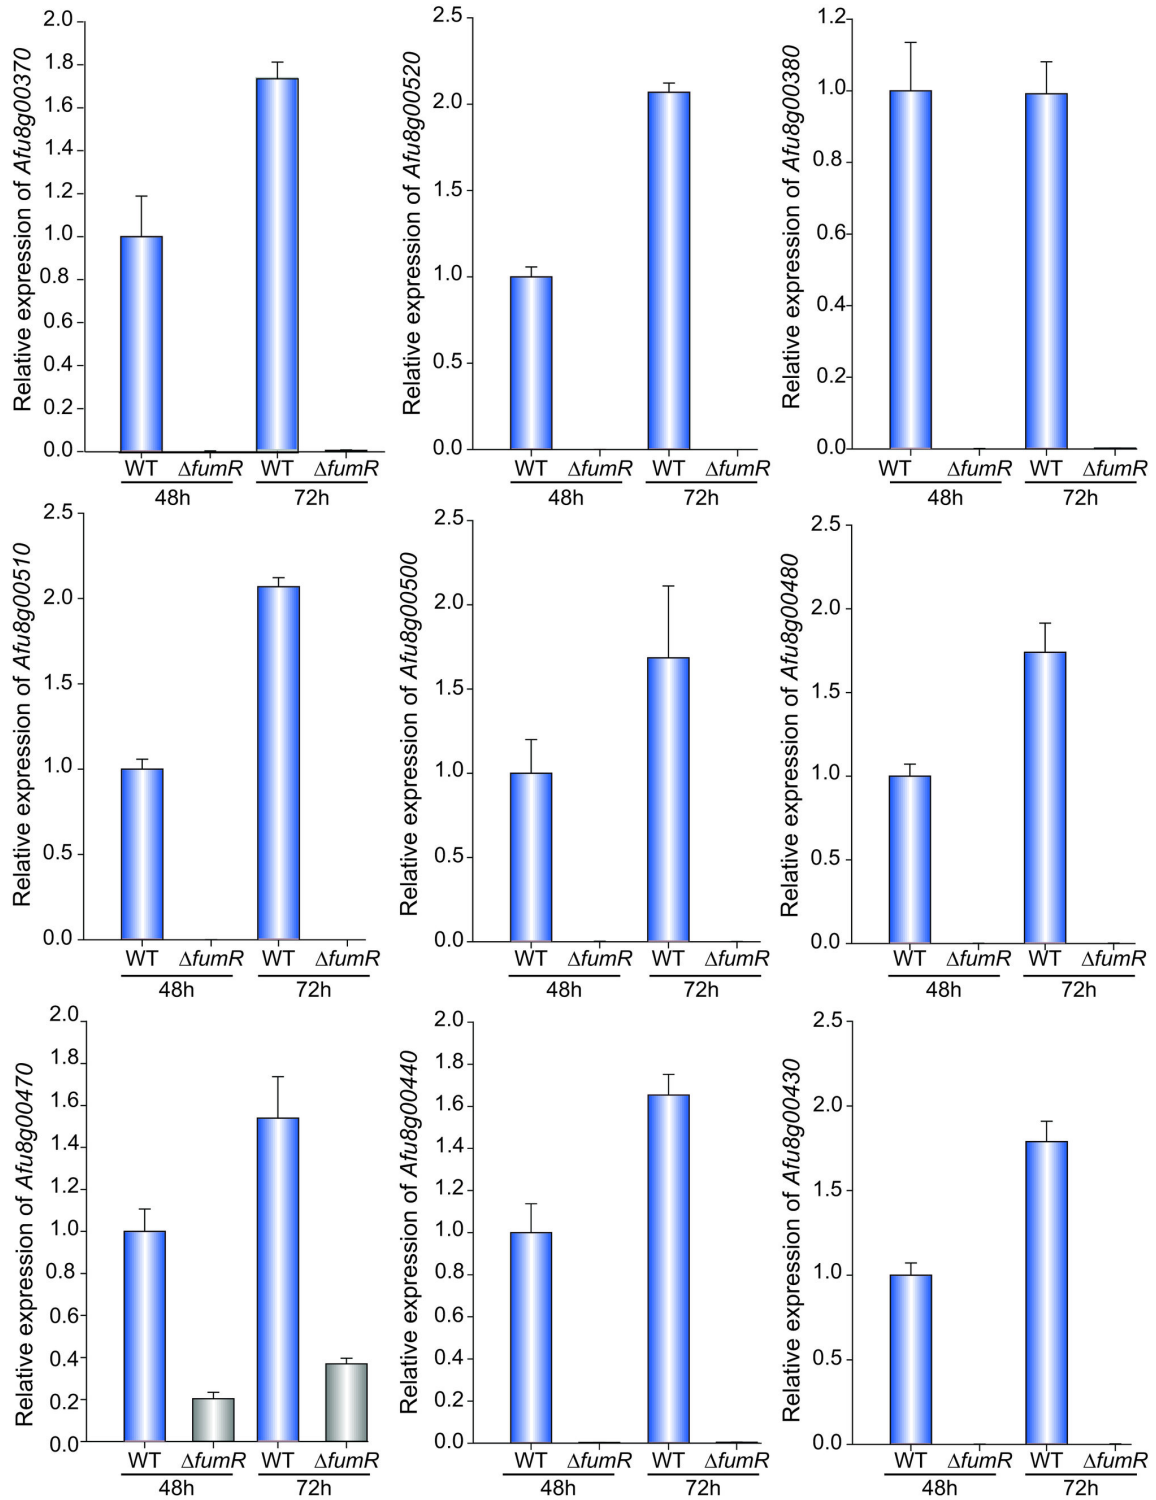 Relative expression of Afu8g00370
2.0
1.8
1.6
1.4
1.2
1.0
0.8
0.6
0.4
0.2
0.0
WT ΔfumR WT ΔfumR
48h 72h
Relative expression of Afu8g00520
2.5
2.0
1.5
1.0
0.5
0.0
WT ΔfumR WT ΔfumR
48h 72h
Relative expression of Afu8g00380
1.2
1.0
0.8
0.6
0.4
0.2
0.0
WT ΔfumR WT ΔfumR
48h 72h
Relative expression of Afu8g00510
2.5
2.0
1.5
1.0
0.5
0.0
WT ΔfumR WT ΔfumR
48h 72h
Relative expression of Afu8g00500
2.5
2.0
1.5
1.0
0.5
0.0
WT ΔfumR WT ΔfumR
48h 72h
Relative expression of Afu8g00480
2.5
2.0
1.5
1.0
0.5
0.0
WT ΔfumR WT ΔfumR
48h 72h
Relative expression of Afu8g00470
2.0
1.8
1.6
1.4
1.2
1.0
0.8
0.6
0.4
0.2
0.0
WT ΔfumR WT ΔfumR
48h 72h
Relative expression of Afu8g00440
2.0
1.8
1.6
1.4
1.2
1.0
0.8
0.6
0.4
0.2
0.0
WT ΔfumR WT ΔfumR
48h 72h
Relative expression of Afu8g00430
2.5
2.0
1.5
1.0
0.5
0.0
WT ΔfumR WT ΔfumR
48h 72h